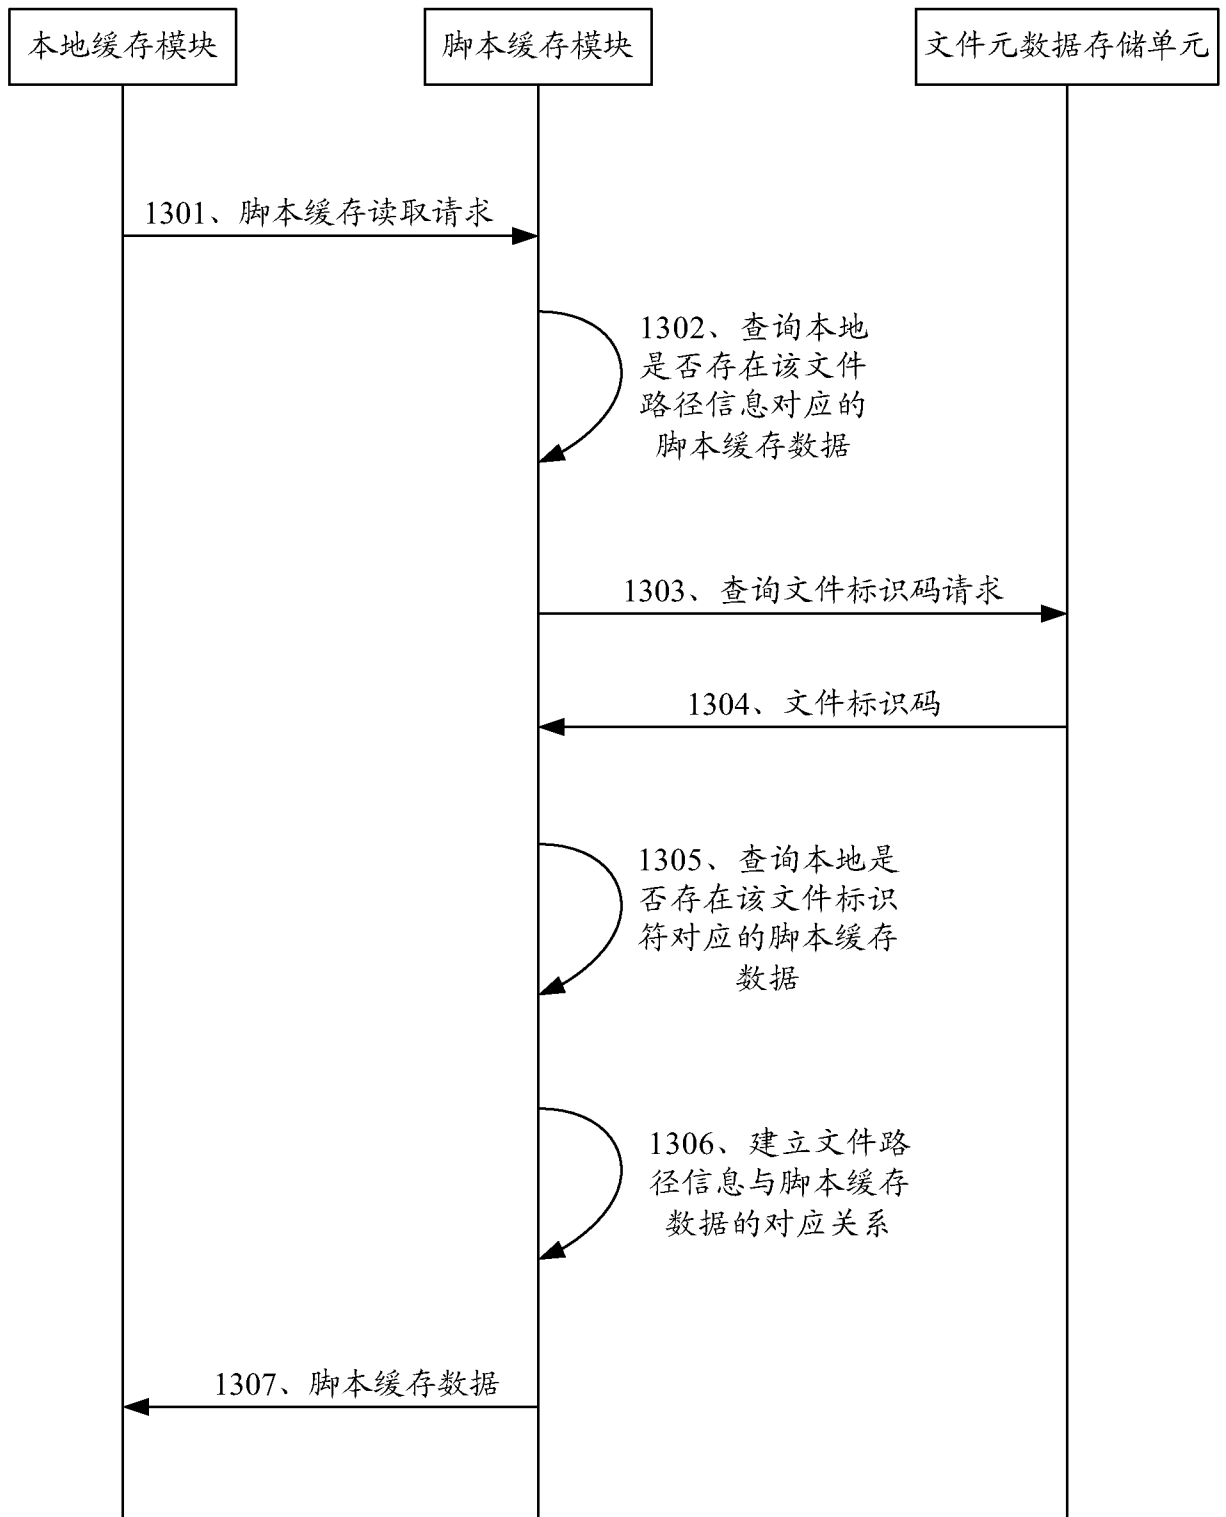 本地缓存模块
脚本缓存模块
文件元数据存储单元
1301、脚本缓存读取请求
1302、查询本地
是否存在该文件
路径信息对应的
脚本缓存数据
1303、查询文件标识码请求
1304、文件标识码
1305、查询本地是
否存在该文件标识
符对应的脚本缓存
数据
1306、建立文件路
径信息与脚本缓存
数据的对应关系
1307、脚本缓存数据